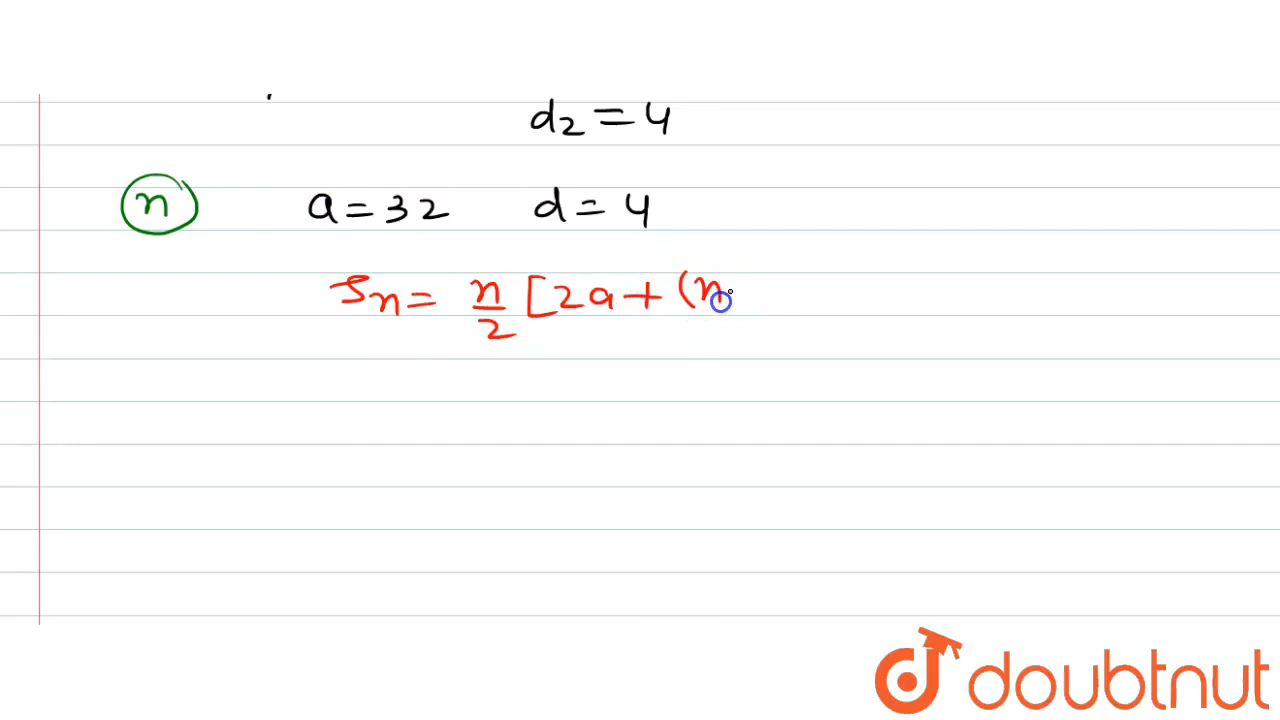 d₂ = 4
n a = 32 d = 4
Sn = n/2 [2a + (n
doubtnut